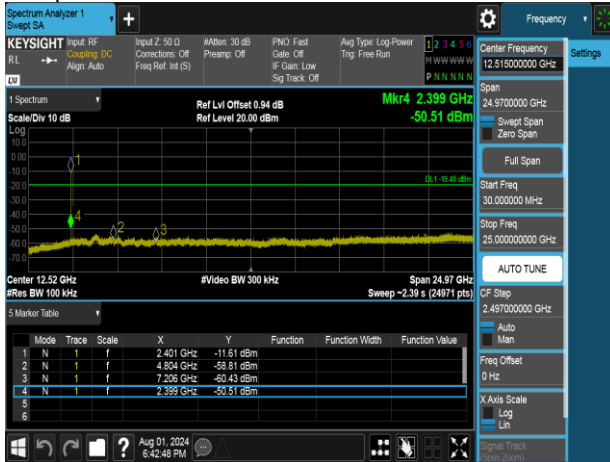 Spectrum Analyzer 1
Swept SA
+
Frequency
KEYSIGHT
RL
Input: RF
Coupling: DC
Align: Auto
Input Z: 50 Ω
Corrections: Off
Freq Ref: Int (S)
#Atten: 30 dB
Preamp: Off
PNO: Fast
Gate: Off
IF Gain: Low
Sig Track: Off
Avg Type: Log-Power
Trig: Free Run
1 2 3 4 5 6
M W W W W W
P N N N N N
LXI
1 Spectrum
Scale/Div 10 dB
Log
Ref Lvl Offset 0.94 dB
Ref Level 20.00 dBm
Mkr4 2.399 GHz
-50.51 dBm
10.0
0.00
-10.0
-20.0
-30.0
-40.0
-50.0
-60.0
-70.0
1
4
2
3
DL1 -19.48 dBm
Center 12.52 GHz
#Res BW 100 kHz
#Video BW 300 kHz
Span 24.97 GHz
Sweep ~2.39 s (24971 pts)
5 Marker Table
Mode Trace Scale X Y Function Function Width Function Value
1 N 1 f 2.401 GHz -11.61 dBm
2 N 1 f 4.804 GHz -58.81 dBm
3 N 1 f 7.206 GHz -60.43 dBm
4 N 1 f 2.399 GHz -50.51 dBm
5
6
?
Aug 01, 2024
6:42:48 PM
Center Frequency
12.515000000 GHz
Settings
Span
24.9700000 GHz
Swept Span
Zero Span
Full Span
Start Freq
30.000000 MHz
Stop Freq
25.000000000 GHz
AUTO TUNE
CF Step
2.497000000 GHz
Auto
Man
Freq Offset
0 Hz
X Axis Scale
Log
Lin
Signal Track
(Span Zoom)